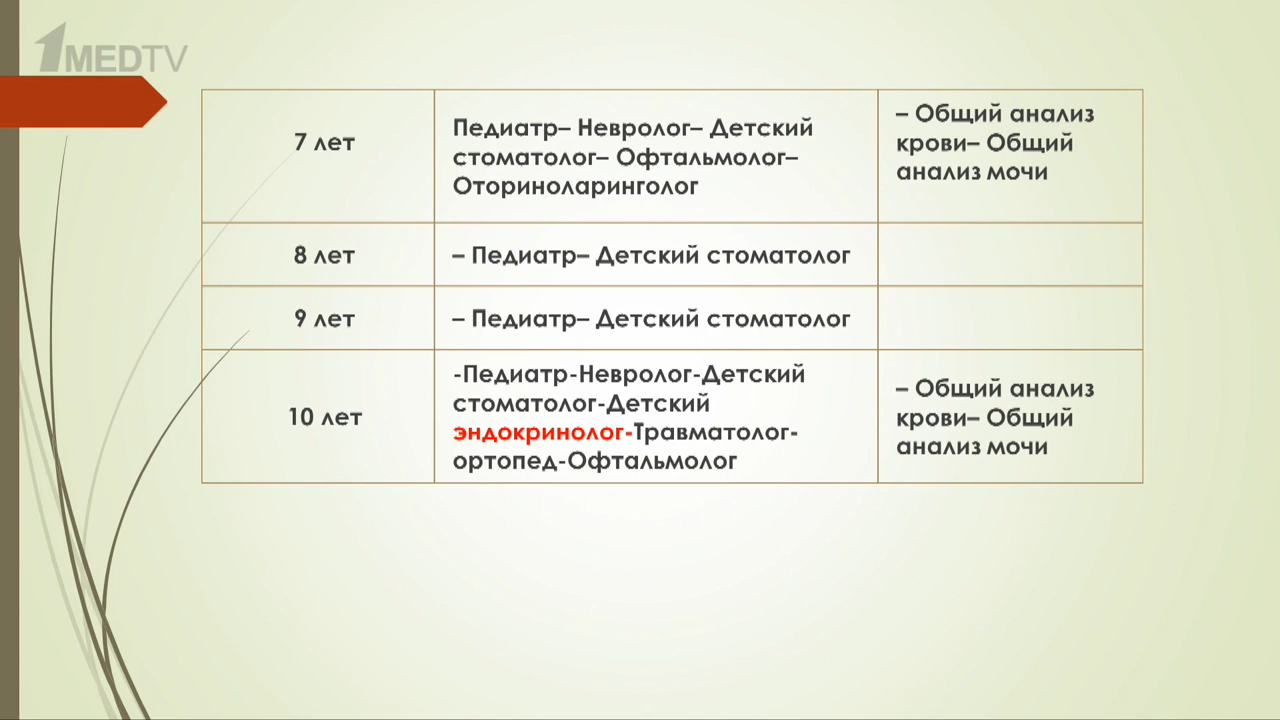 1MEDTV
7 лет
Педиатр– Невролог– Детский
стоматолог– Офтальмолог–
Оториноларинголог
– Общий анализ
крови– Общий
анализ мочи
8 лет
– Педиатр– Детский стоматолог
9 лет
– Педиатр– Детский стоматолог
10 лет
-Педиатр-Невролог-Детский
стоматолог-Детский
эндокринолог-Травматолог-
ортопед-Офтальмолог
– Общий анализ
крови– Общий
анализ мочи